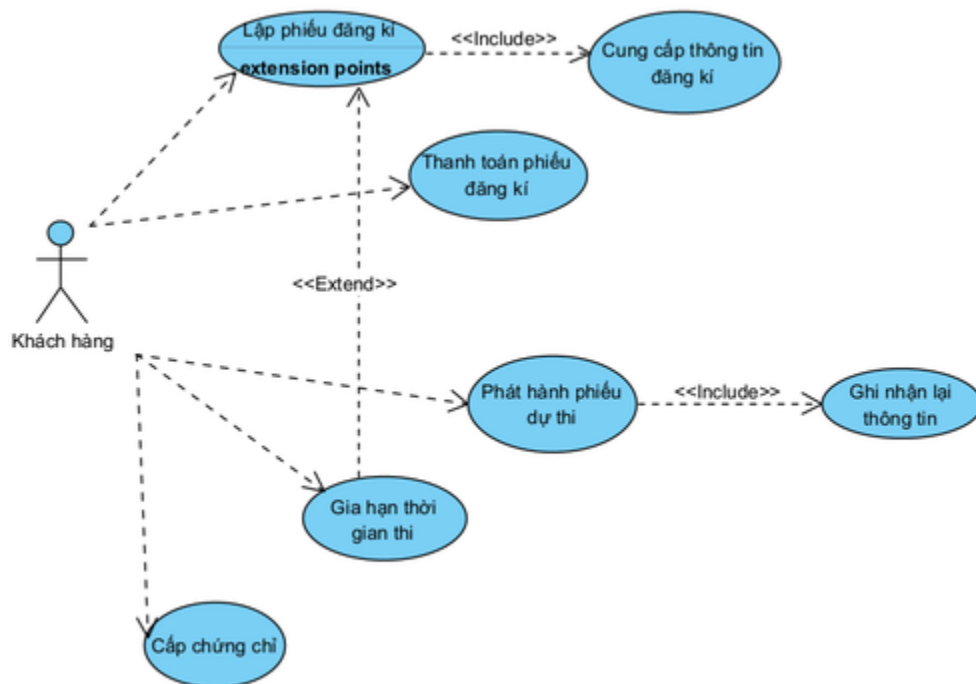 Lập phiếu đăng kí
extension points
<<Include>>
Cung cấp thông tin
đăng kí
Thanh toán phiếu
đăng kí
<<Extend>>
Khách hàng
Phát hành phiếu
dự thi
<<Include>>
Ghi nhận lại
thông tin
Gia hạn thời
gian thi
Cấp chứng chỉ